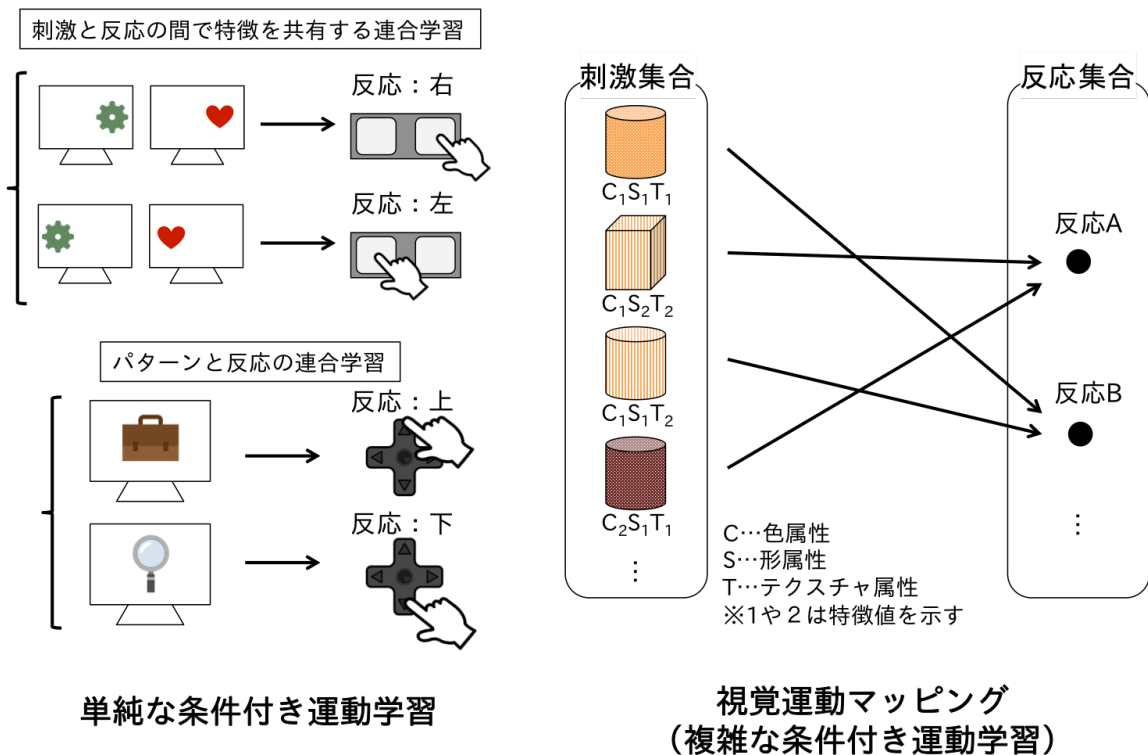 刺激と反応の間で特徴を共有する連合学習
反応：右
反応：左
パターンと反応の連合学習
反応：上
反応：下
単純な条件付き運動学習
刺激集合
C₁S₁T₁
C₁S₂T₂
C₁S₁T₂
C₂S₁T₁
⋮
反応集合
反応A
反応B
⋮
C…色属性
S…形属性
T…テクスチャ属性
※1や２は特徴値を示す
視覚運動マッピング
（複雑な条件付き運動学習）